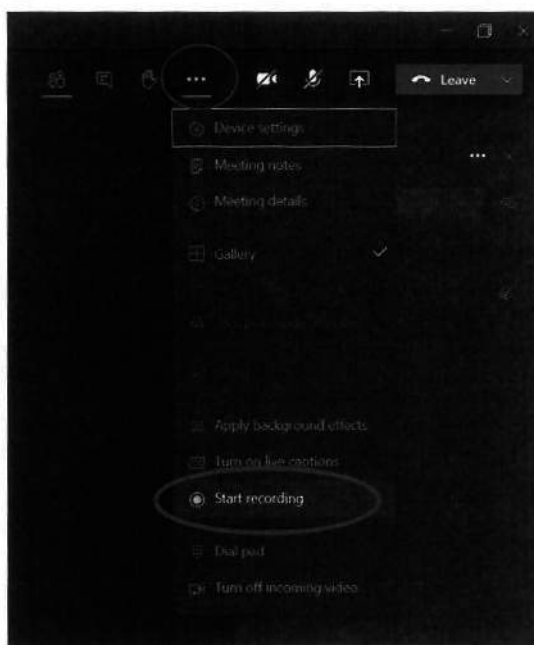 Leave
Device settings
Meeting notes
Meeting details
Gallery
Apply background effects
Turn on live captions
Start recording
Dial pad
Turn off incoming video